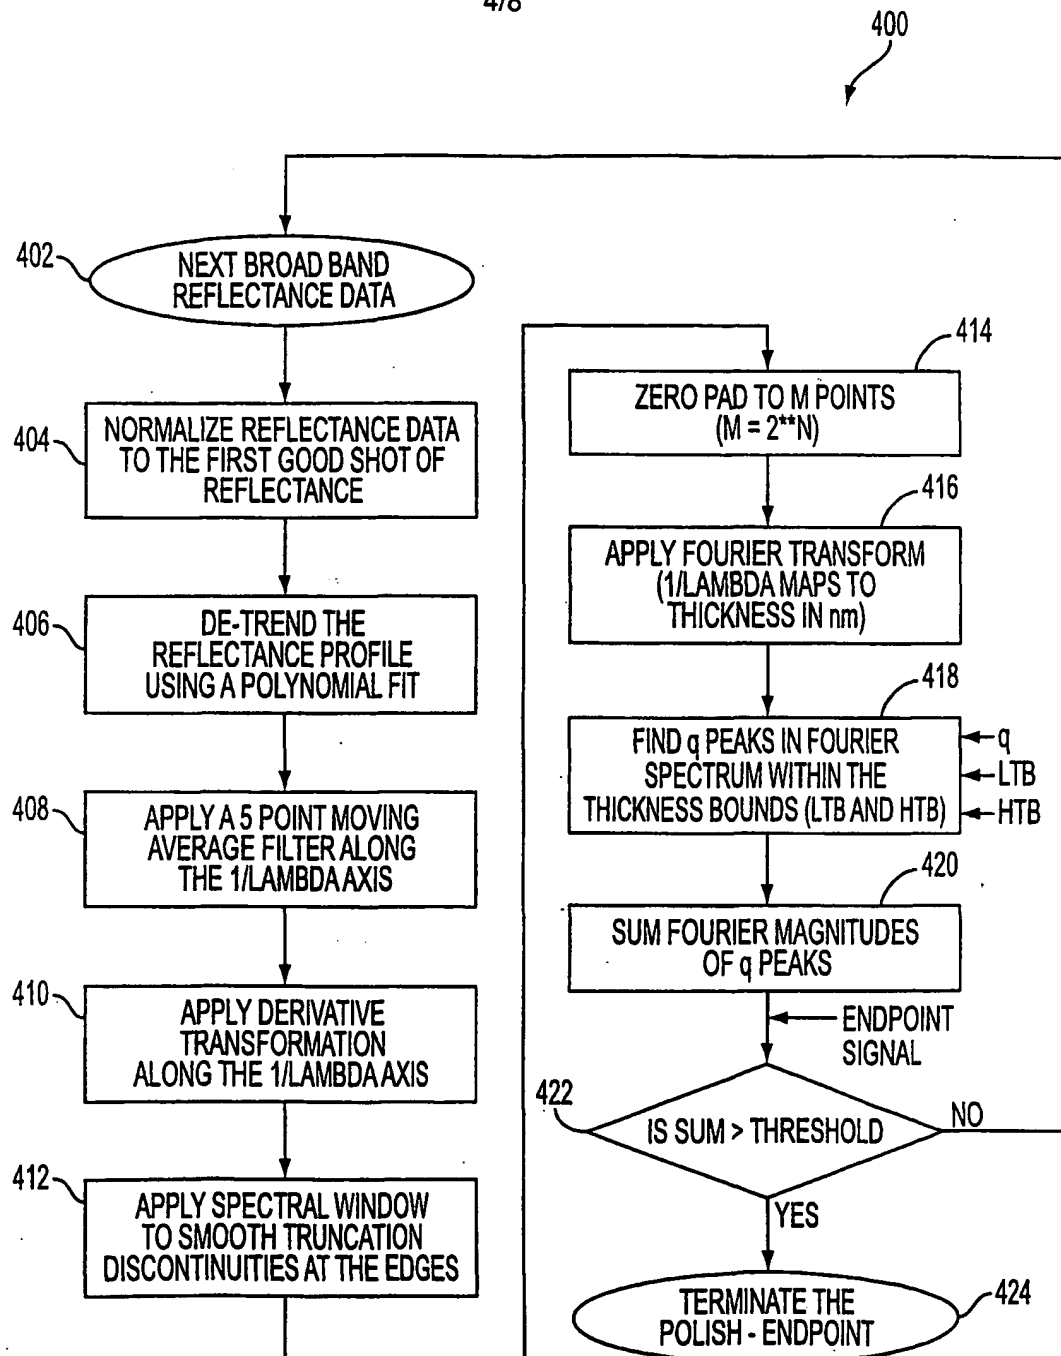 4/8
400
402
NEXT BROAD BAND
REFLECTANCE DATA
404
NORMALIZE REFLECTANCE DATA
TO THE FIRST GOOD SHOT OF
REFLECTANCE
406
DE-TREND THE
REFLECTANCE PROFILE
USING A POLYNOMIAL FIT
408
APPLY A 5 POINT MOVING
AVERAGE FILTER ALONG
THE 1/LAMBDA AXIS
410
APPLY DERIVATIVE
TRANSFORMATION
ALONG THE 1/LAMBDA AXIS
412
APPLY SPECTRAL WINDOW
TO SMOOTH TRUNCATION
DISCONTINUITIES AT THE EDGES
414
ZERO PAD TO M POINTS
(M = 2**N)
416
APPLY FOURIER TRANSFORM
(1/LAMBDA MAPS TO
THICKNESS IN nm)
418
FIND q PEAKS IN FOURIER
SPECTRUM WITHIN THE
THICKNESS BOUNDS (LTB AND HTB)
q
LTB
HTB
420
SUM FOURIER MAGNITUDES
OF q PEAKS
ENDPOINT
SIGNAL
422
IS SUM > THRESHOLD
NO
YES
424
TERMINATE THE
POLISH - ENDPOINT